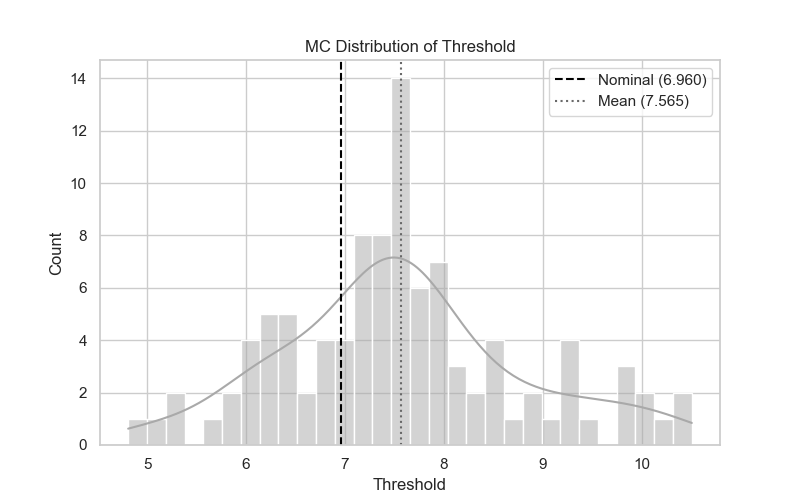 MC Distribution of Threshold
Nominal (6.960)
Mean (7.565)
14
12
10
8
6
4
2
0
Count
5 6 7 8 9 10
Threshold